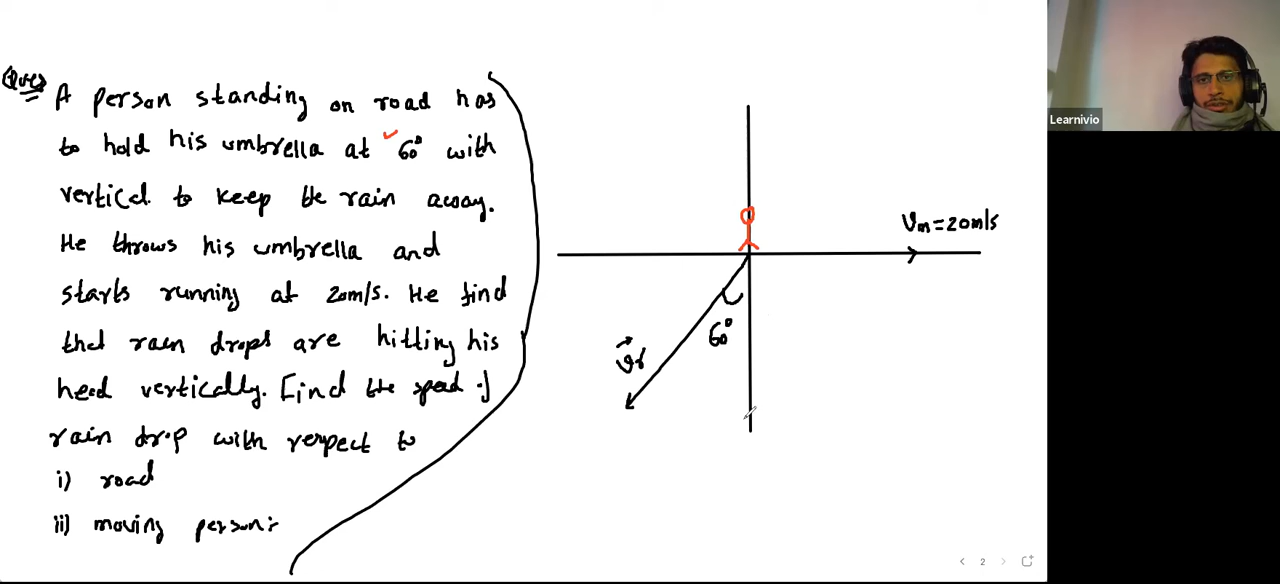 Ques
A person standing on road has
to hold his umbrella at 60° with
vertical to keep the rain away.
He throws his umbrella and
starts running at 20m/s. He find
that rain drops are hitting his
head vertically. Find the speed of
rain drop with respect to
i) road
ii) moving person:
Vm = 20m/s
60°
vr
Learnivio
2